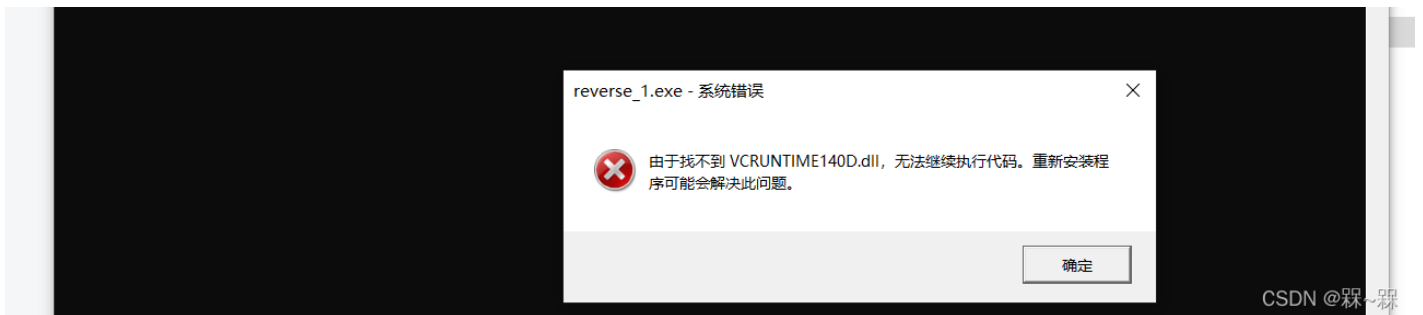 reverse_1.exe - 系统错误
由于找不到 VCRUNTIME140D.dll，无法继续执行代码。重新安装程
序可能会解决此问题。
确定
CSDN @槑~槑